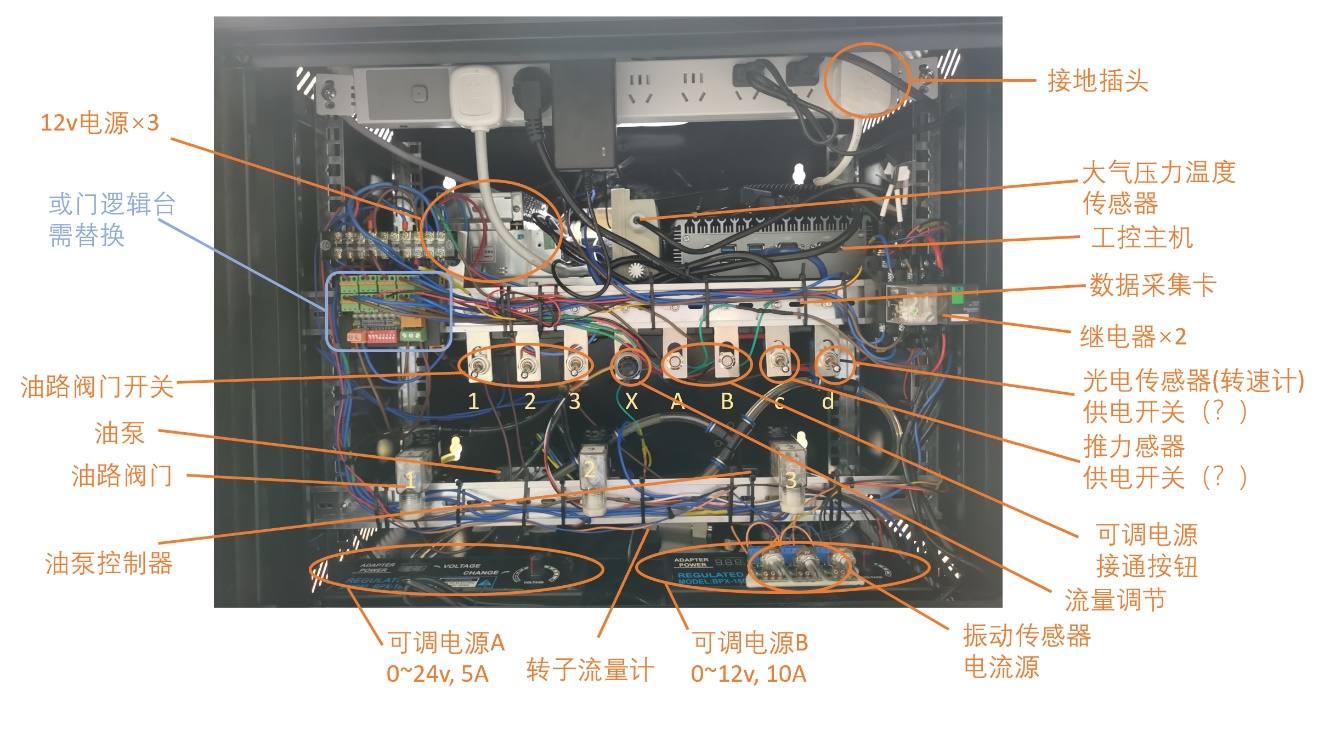 接地插头
12v电源×3
大气压力温度
传感器
或门逻辑台
需替换
工控主机
数据采集卡
继电器×2
油路阀门开关
光电传感器(转速计)
供电开关（？）
1 2 3 X A B c d
油泵
推力感器
供电开关（？）
油路阀门
1 2 3
油泵控制器
可调电源
接通按钮
ADAPTER
POWER
VOLTAGE
CHANGE
VOLTAGE
ADAPTER
POWER
REGULATED
流量调节
振动传感器
电流源
可调电源A
0~24v, 5A
转子流量计
可调电源B
0~12v, 10A